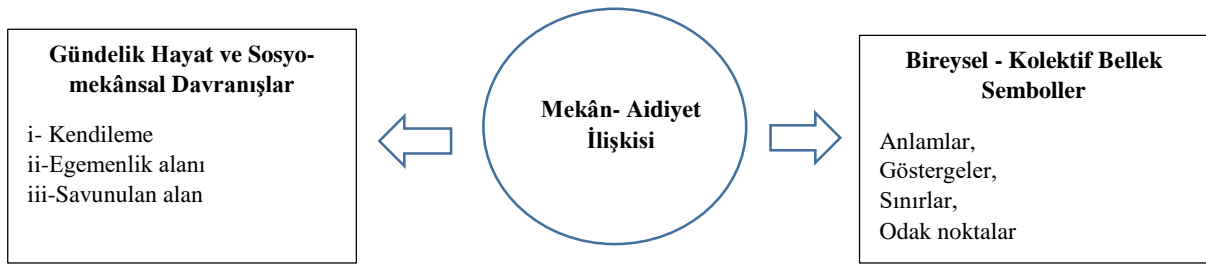 Gündelik Hayat ve Sosyo-
mekânsal Davranışlar
i- Kendileme
ii-Egemenlik alanı
iii-Savunulan alan
Mekân- Aidiyet
İlişkisi
Bireysel - Kolektif Bellek
Semboller
Anlamlar,
Göstergeler,
Sınırlar,
Odak noktalar